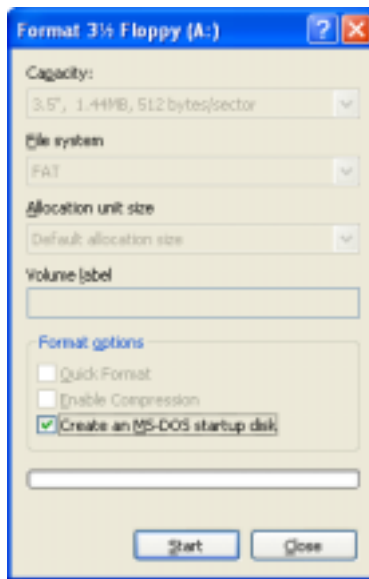 Format 3½ Floppy (A:)
Capacity:
3.5", 1.44MB, 512 bytes/sector
File system
FAT
Allocation unit size
Default allocation size
Volume label
Format options
Quick Format
Enable Compression
Create an MS-DOS startup disk
Start
Close